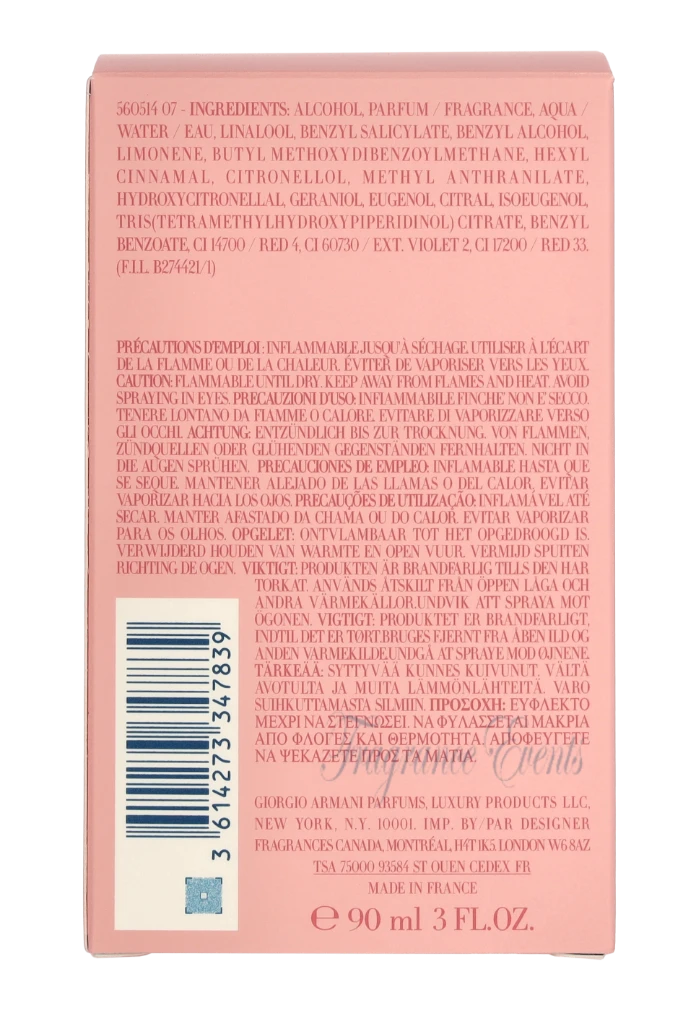 560514 07 - INGREDIENTS: ALCOHOL, PARFUM / FRAGRANCE, AQUA /
WATER / EAU, LINALOOL, BENZYL SALICYLATE, BENZYL ALCOHOL,
LIMONENE, BUTYL METHOXYDIBENZOYLMETHANE, HEXYL
CINNAMAL, CITRONELLOL, METHYL ANTHRANILATE,
HYDROXYCITRONELLAL, GERANIOL, EUGENOL, CITRAL, ISOEUGENOL,
TRIS(TETRAMETHYLHYDROXYPIPERIDINOL) CITRATE, BENZYL
BENZOATE, CI 14700 / RED 4, CI 60730 / EXT. VIOLET 2, CI 17200 / RED 33.
(F.I.L. B274421/1)
PRÉCAUTIONS D'EMPLOI: INFLAMMABLE JUSQU'À SÉCHAGE. UTILISER À L'ÉCART
DE LA FLAMME OU DE LA CHALEUR. ÉVITER DE VAPORISER VERS LES YEUX.
CAUTION: FLAMMABLE UNTIL DRY. KEEP AWAY FROM FLAMES AND HEAT. AVOID
SPRAYING IN EYES. PRECAUZIONI D'USO: INFIAMMABILE FINCHE' NON E' SECCO.
TENERE LONTANO DA FIAMME O CALORE. EVITARE DI VAPORIZZARE VERSO
GLI OCCHI. ACHTUNG: ENTZÜNDLICH BIS ZUR TROCKNUNG. VON FLAMMEN,
ZÜNDQUELLEN ODER GLÜHENDEN GEGENSTÄNDEN FERNHALTEN. NICHT IN
DIE AUGEN SPRÜHEN. PRECAUCIONES DE EMPLEO: INFLAMABLE HASTA QUE
SE SEQUE. MANTENER ALEJADO DE LAS LLAMAS O DEL CALOR, EVITAR
VAPORIZAR HACIA LOS OJOS. PRECAUÇÕES DE UTILIZAÇÃO: INFLAMÁVEL ATÉ
SECAR. MANTER AFASTADO DA CHAMA OU DO CALOR. EVITAR VAPORIZAR
PARA OS OLHOS. OPGELET: ONTVLAMBAAR TOT HET OPGEDROOGD IS.
VERWIJDERD HOUDEN VAN WARMTE EN OPEN VUUR. VERMIJD SPUITEN
RICHTING DE OGEN. VIKTIGT: PRODUKTEN ÄR BRANDFARLIG TILLS DEN HAR
TORKAT. ANVÄNDS ÅTSKILT FRÅN ÖPPEN LÅGA OCH
ANDRA VÄRMEKÄLLOR.UNDVIK ATT SPRAYA MOT
ÖGONEN. VIGTIGT: PRODUKTET ER BRANDFARLIGT,
INDTIL DET ER TØRT.BRUGES FJERNT FRA ÅBEN ILD OG
ANDEN VARMEKILDE.UNDGÅ AT SPRAYE MOD ØJNENE.
TÄRKEÄÄ: SYTTYVÄÄ KUNNES KUIVUNUT. VÄLTÄ
AVOTULTA JA MUITA LÄMMÖNLÄHTEITÄ. VARO
SUIHKUTTAMASTA SILMIIN. ΠΡΟΣΟΧΗ: ΕΥΦΛΕΚΤΟ
ΜΕΧΡΙ ΝΑ ΣΤΕΓΝΩΣΕΙ. ΝΑ ΦΥΛΑΣΣΕΤΑΙ ΜΑΚΡΙΑ
ΑΠΟ ΦΛΟΓΕΣ ΚΑΙ ΘΕΡΜΟΤΗΤΑ. ΑΠΟΦΕΥΓΕΤΕ
ΝΑ ΨΕΚΑΖΕΤΕ ΠΡΟΣ ΤΑ ΜΑΤΙΑ.
Fragrance Events
GIORGIO ARMANI PARFUMS, LUXURY PRODUCTS LLC,
NEW YORK, N.Y. 10001. IMP. BY/PAR DESIGNER
FRAGRANCES CANADA, MONTRÉAL, H4T 1K5. LONDON W6 8AZ
TSA 75000 93584 ST OUEN CEDEX FR
MADE IN FRANCE
℮ 90 ml 3 FL.OZ.
3 614273 347839